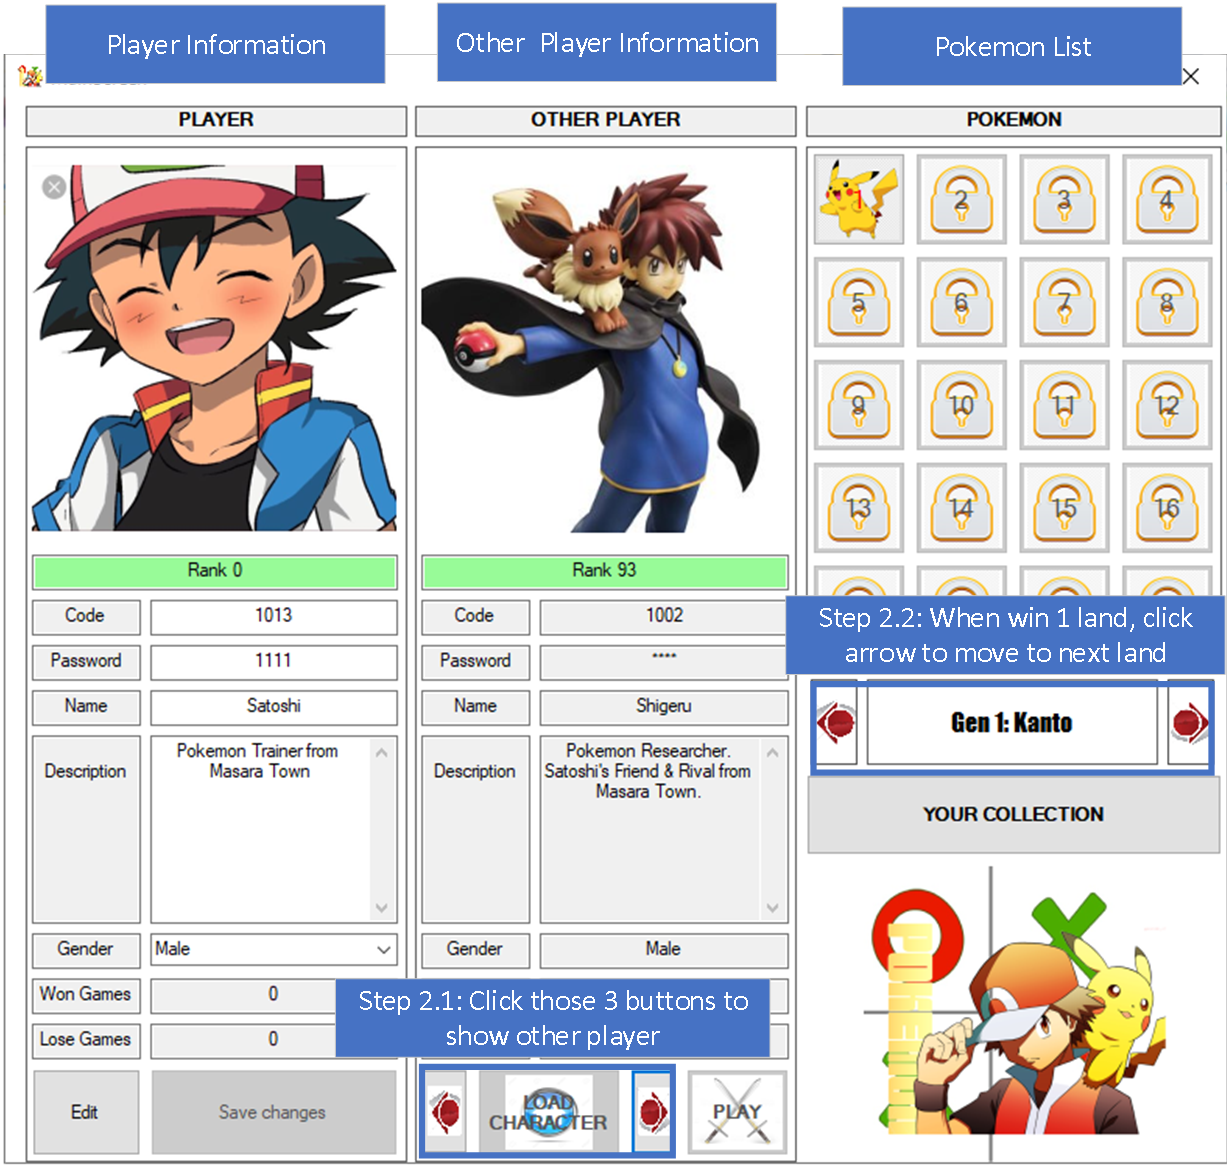 Player Information
Other Player Information
Pokemon List
PLAYER
OTHER PLAYER
POKEMON
1
2
3
4
5
6
7
8
9
10
11
12
13
14
15
16
Rank 0
Code
1013
Password
1111
Name
Satoshi
Description
Pokemon Trainer from
Masara Town
Gender
Male
Won Games
0
Lose Games
0
Edit
Save changes
Rank 93
Code
1002
Password
****
Name
Shigeru
Description
Pokemon Researcher.
Satoshi's Friend & Rival from
Masara Town.
Gender
Male
Step 2.1: Click those 3 buttons to
show other player
LOAD
CHARACTER
PLAY
Step 2.2: When win 1 land, click
arrow to move to next land
Gen 1: Kanto
YOUR COLLECTION